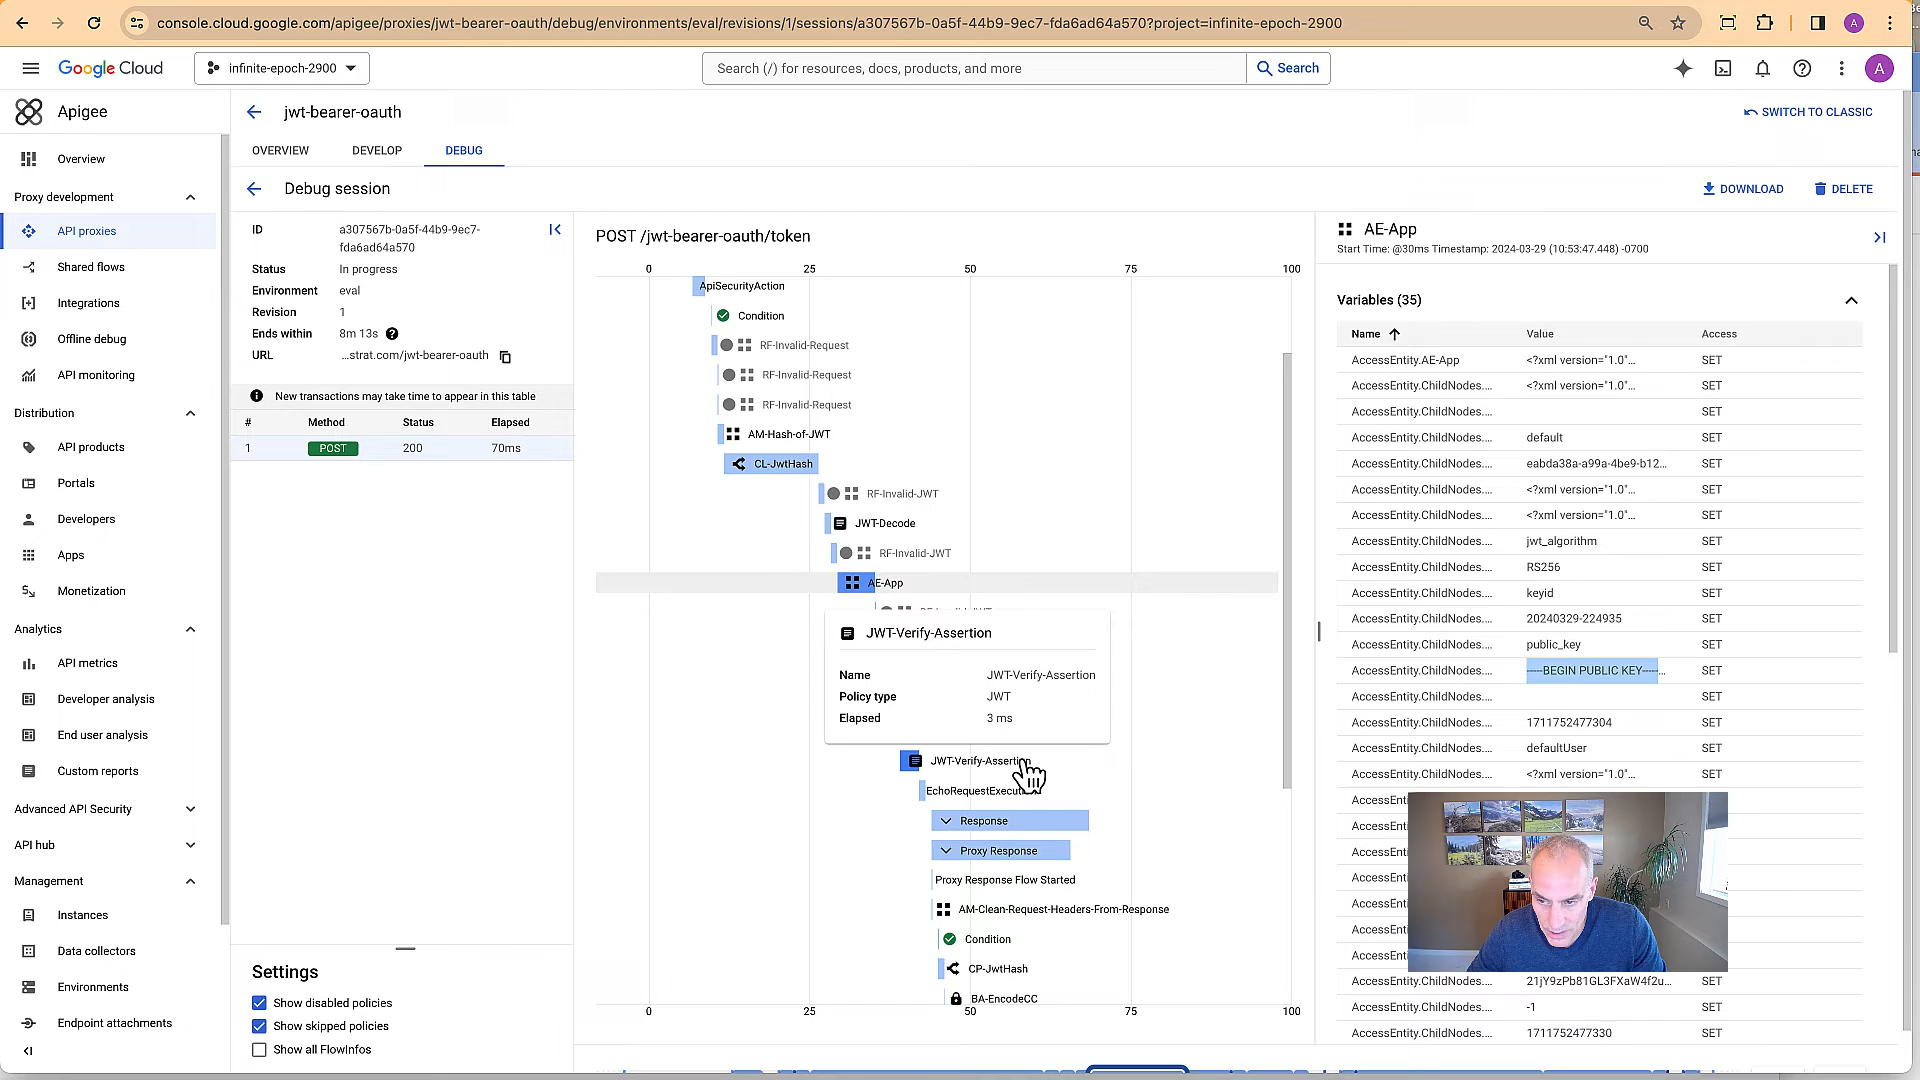 console.cloud.google.com/apigee/proxies/jwt-bearer-oauth/debug/environments/eval/revisions/1/sessions/a307567b-0a5f-44b9-9ec7-fda6ad64a570?project=infinite-epoch-2900
A
Google Cloud
infinite-epoch-2900
Search (/) for resources, docs, products, and more
Search
A
Apigee
jwt-bearer-oauth
SWITCH TO CLASSIC
OVERVIEW
DEVELOP
DEBUG
Debug session
DOWNLOAD
DELETE
Overview
Proxy development
API proxies
Shared flows
Integrations
Offline debug
API monitoring
Distribution
API products
Portals
Developers
Apps
Monetization
Analytics
API metrics
Developer analysis
End user analysis
Custom reports
Advanced API Security
API hub
Management
Instances
Data collectors
Environments
Endpoint attachments
ID a307567b-0a5f-44b9-9ec7-
fda6ad64a570
Status In progress
Environment eval
Revision 1
Ends within 8m 13s
URL ...strat.com/jwt-bearer-oauth
New transactions may take time to appear in this table
# Method Status Elapsed
1 POST 200 70ms
Settings
Show disabled policies
Show skipped policies
Show all FlowInfos
POST /jwt-bearer-oauth/token
0 25 50 75 100
ApiSecurityAction
Condition
RF-Invalid-Request
RF-Invalid-Request
RF-Invalid-Request
AM-Hash-of-JWT
CL-JwtHash
RF-Invalid-JWT
JWT-Decode
RF-Invalid-JWT
AE-App
JWT-Verify-Assertion
Name JWT-Verify-Assertion
Policy type JWT
Elapsed 3 ms
JWT-Verify-Assertion
Response
Proxy Response
Proxy Response Flow Started
AM-Clean-Request-Headers-From-Response
Condition
CP-JwtHash
BA-EncodeCC
0 25 50 75 100
AE-App
Start Time: @30ms Timestamp: 2024-03-29 (10:53:47.448) -0700
Variables (35)
Name Value Access
AccessEntity.AE-App <?xml version="1.0"... SET
AccessEntity.ChildNodes.... <?xml version="1.0"... SET
AccessEntity.ChildNodes.... SET
AccessEntity.ChildNodes.... default SET
AccessEntity.ChildNodes.... eabda38a-a99a-4be9-b12... SET
AccessEntity.ChildNodes.... <?xml version="1.0"... SET
AccessEntity.ChildNodes.... <?xml version="1.0"... SET
AccessEntity.ChildNodes.... jwt_algorithm SET
AccessEntity.ChildNodes.... RS256 SET
AccessEntity.ChildNodes.... keyid SET
AccessEntity.ChildNodes.... 20240329-224935 SET
AccessEntity.ChildNodes.... public_key SET
AccessEntity.ChildNodes.... -----BEGIN PUBLIC KEY-----... SET
AccessEntity.ChildNodes.... SET
AccessEntity.ChildNodes.... 1711752477304 SET
AccessEntity.ChildNodes.... defaultUser SET
AccessEntity.ChildNodes.... <?xml version="1.0"... SET
AccessEntity.ChildNodes.... 21jY9zPb81GL3FXaW4f2u... SET
AccessEntity.ChildNodes.... -1 SET
AccessEntity.ChildNodes.... 1711752477330 SET